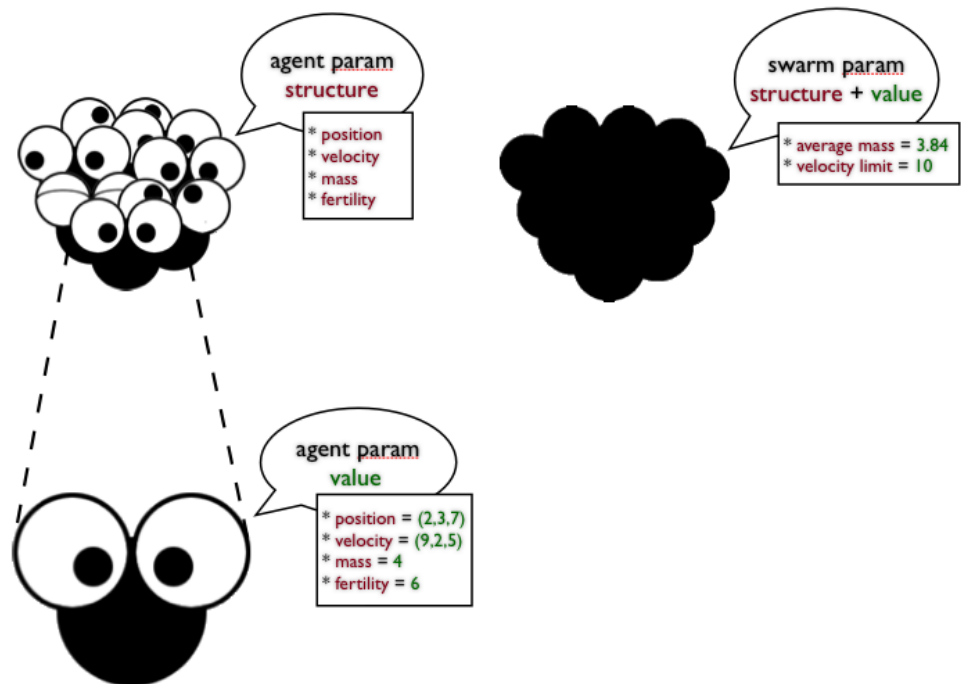 agent param
structure
* position
* velocity
* mass
* fertility
swarm param
structure + value
* average mass = 3.84
* velocity limit = 10
agent param
value
* position = (2,3,7)
* velocity = (9,2,5)
* mass = 4
* fertility = 6